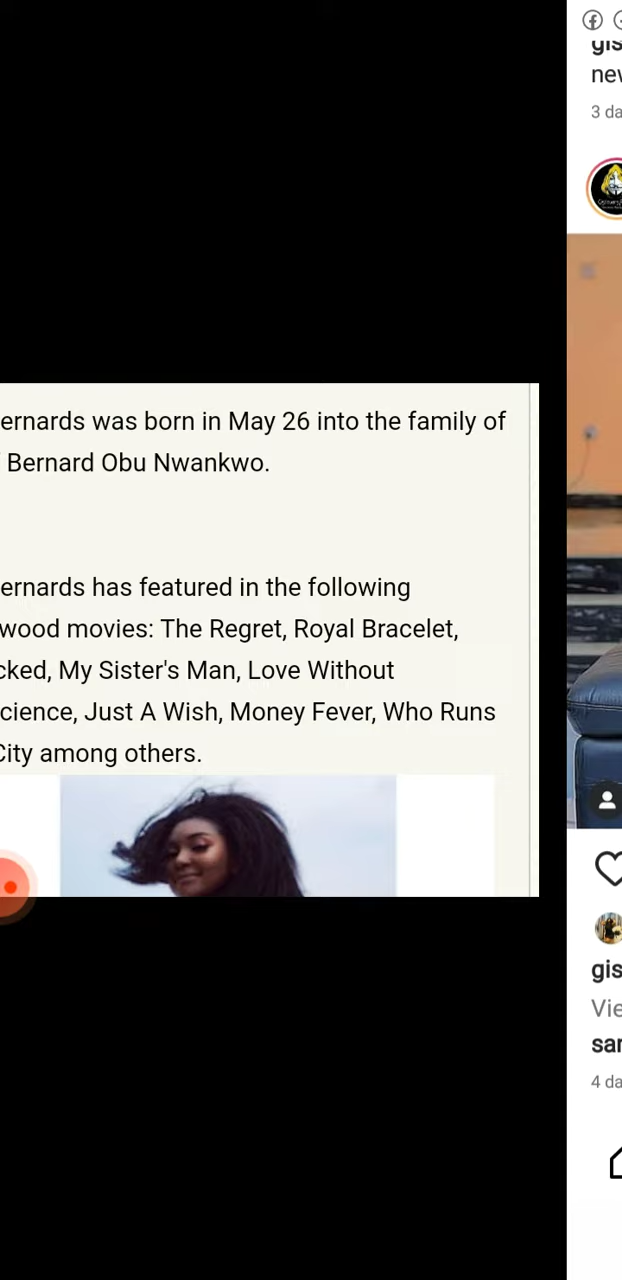 ernards was born in May 26 into the family of
Bernard Obu Nwankwo.
ernards has featured in the following
wood movies: The Regret, Royal Bracelet,
cked, My Sister's Man, Love Without
cience, Just A Wish, Money Fever, Who Runs
City among others.
gis
nev
3 da
gis
Vie
sar
4 da